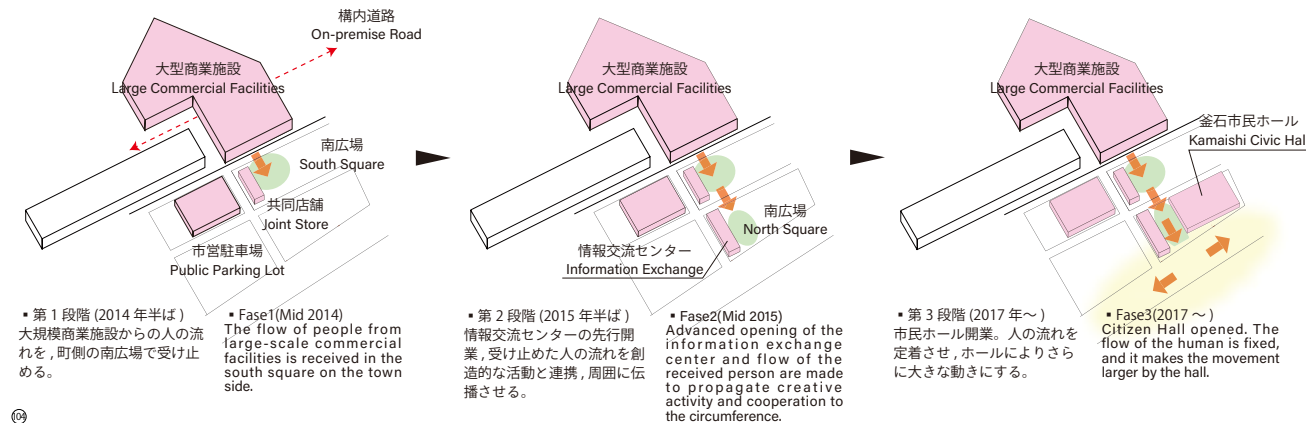 構内道路
On-premise Road
大型商業施設
Large Commercial Facilities
南広場
South Square
共同店舗
Joint Store
市営駐車場
Public Parking Lot
▪ 第 1 段階 (2014 年半ば)
大規模商業施設からの人の流
れを , 町側の南広場で受け止
める。
▪ Fase1(Mid 2014)
The flow of people from
large-scale commercial
facilities is received in the
south square on the town
side.
大型商業施設
Large Commercial Facilities
南広場
North Square
情報交流センター
Information Exchange
▪ 第 2 段階 (2015 年半ば)
情報交流センターの先行開
業 , 受け止めた人の流れを創
造的な活動と連携 , 周囲に伝
播させる。
▪ Fase2(Mid 2015)
Advanced opening of the
information exchange
center and flow of the
received person are made
to propagate creative
activity and cooperation to
the circumference.
大型商業施設
Large Commercial Facilities
釜石市民ホール
Kamaishi Civic Hal
▪ 第 3 段階 (2017 年〜)
市民ホール開業。人の流れを
定着させ , ホールによりさら
に大きな動きにする。
▪ Fase3(2017 〜 )
Citizen Hall opened. The
flow of the human is fixed,
and it makes the movement
larger by the hall.
104